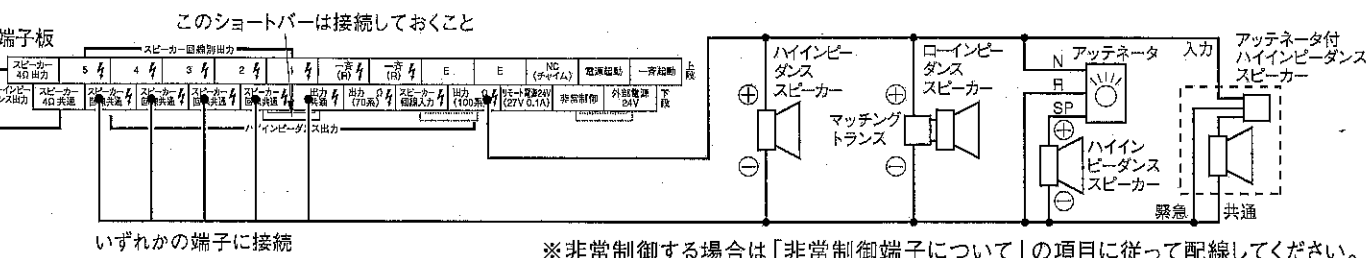 このショートバーは接続しておくこと
端子板
スピーカー回線別出力
スピーカー
4Ω出力
5
4
3
2
一斉
(R)
一斉
(R)
E
E
NC
(チャイム)
電源起動
一斉起動
上段
スピーカー
4Ω共通
スピーカー
回線共通
スピーカー
回線共通
スピーカー
回線共通
スピーカー
回線共通
出力
共通
出力 Ω
(70系)
スピーカー
回線入力
出力 Ω
(100系)
リモート電源24V
(27V 0.1A)
非常制御
外部電源
24V
下段
ハイインピーダンス出力
いずれかの端子に接続
ハイインピー
ダンス
スピーカー
⊕
⊖
ローインピー
ダンス
スピーカー
マッチング
トランス
⊕
⊖
アッテネータ
N
R
SP
⊕
⊖
ハイイン
ピーダンス
スピーカー
入力
アッテネータ付
ハイインピーダンス
スピーカー
緊急
共通
※非常制御する場合は「非常制御端子について」の項目に従って配線してください。